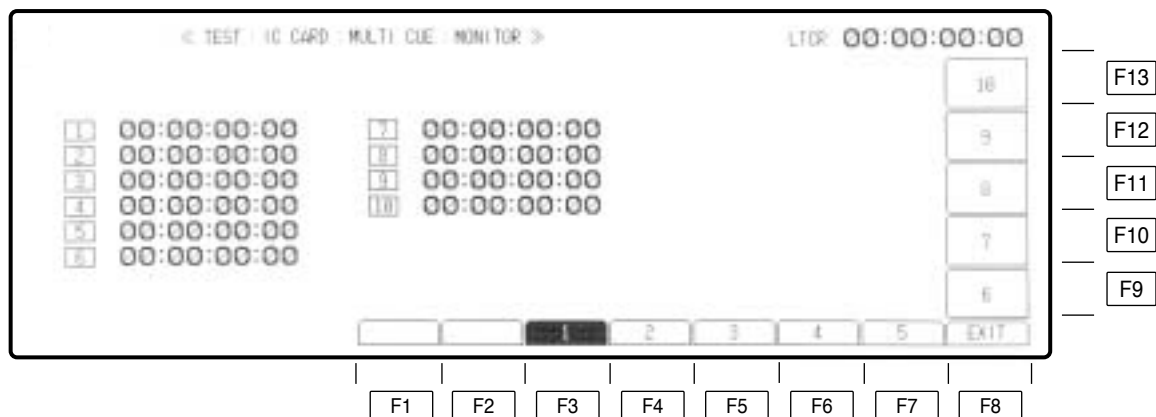 ≪ TEST : IC CARD : MULTI CUE : MONITOR ≫ LTCR 00:00:00:00
10 F13
1 00:00:00:00 7 00:00:00:00 9 F12
2 00:00:00:00 8 00:00:00:00
3 00:00:00:00 9 00:00:00:00 8 F11
4 00:00:00:00 10 00:00:00:00
5 00:00:00:00 7 F10
6 00:00:00:00
6 F9
1 2 3 4 5 EXIT
F1 F2 F3 F4 F5 F6 F7 F8